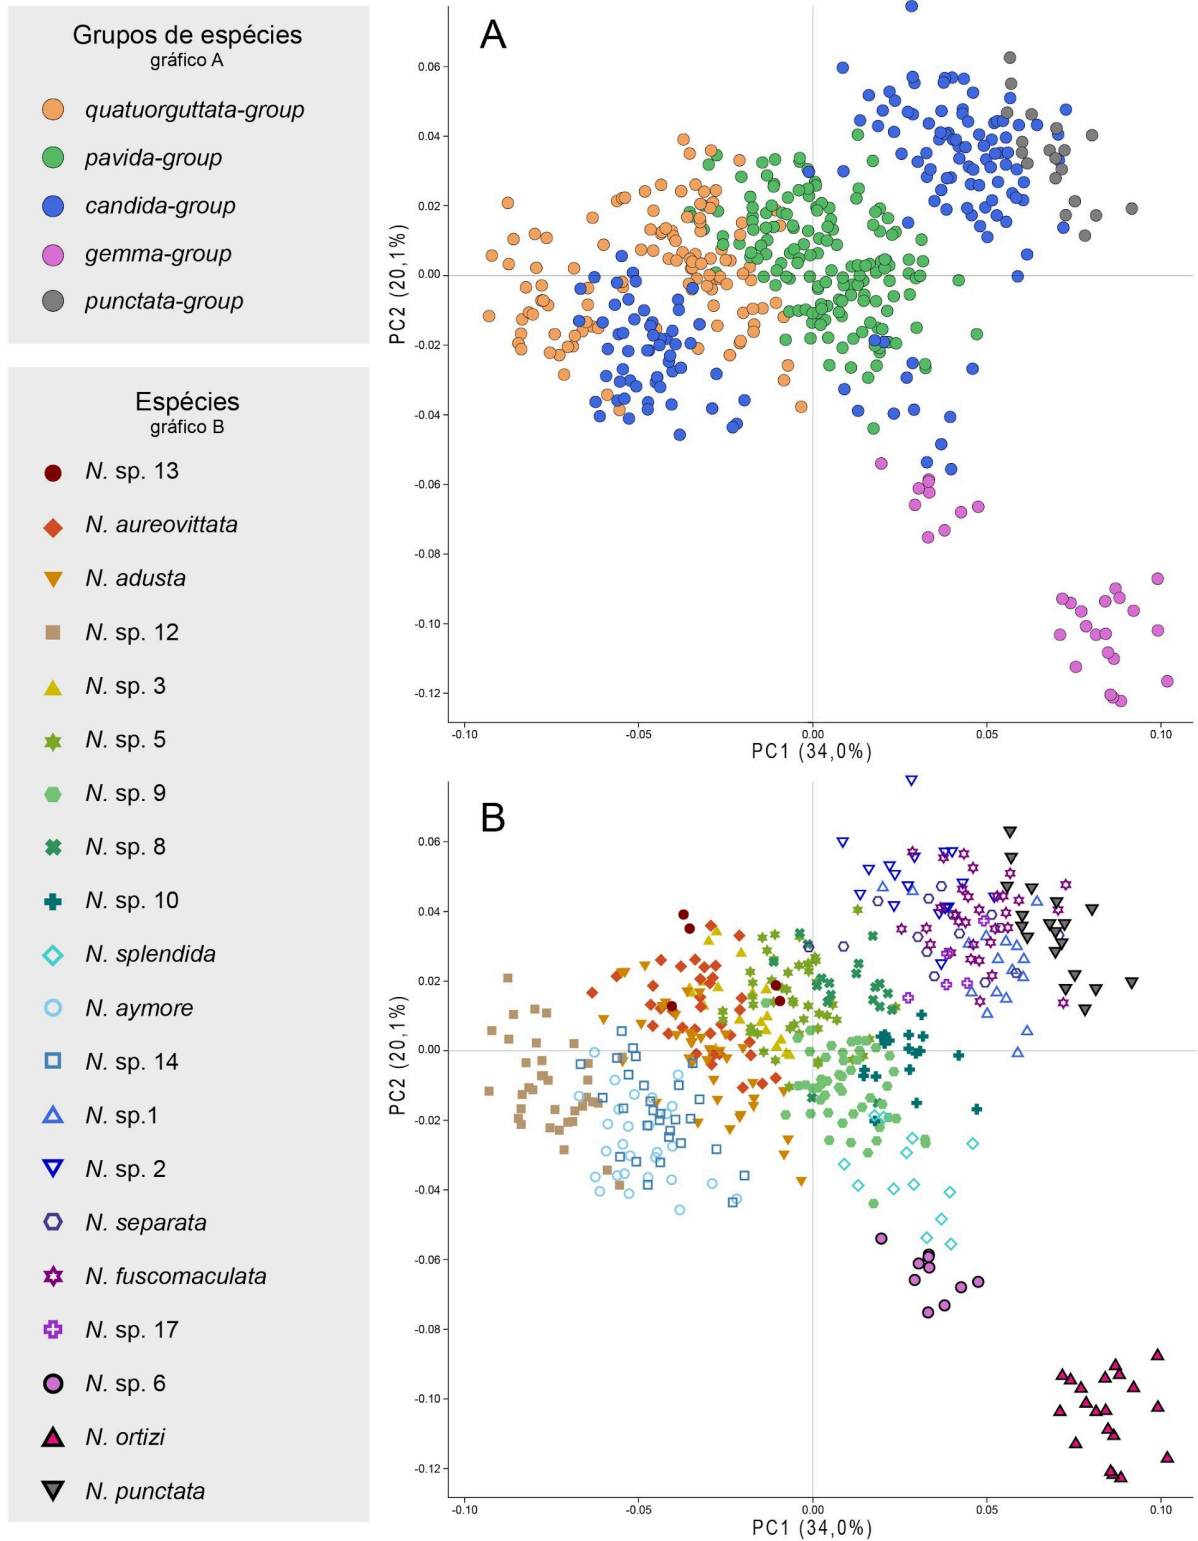 Grupos de espécies
gráfico A
quatuorguttata-group
pavida-group
candida-group
gemma-group
punctata-group
Espécies
gráfico B
N. sp. 13
N. aureovittata
N. adusta
N. sp. 12
N. sp. 3
N. sp. 5
N. sp. 9
N. sp. 8
N. sp. 10
N. splendida
N. aymore
N. sp. 14
N. sp.1
N. sp. 2
N. separata
N. fuscomaculata
N. sp. 17
N. sp. 6
N. ortizi
N. punctata
A
PC2 (20,1%)
0.06
0.04
0.02
0.00
-0.02
-0.04
-0.06
-0.08
-0.10
-0.12
-0.10 -0.05 0.00 0.05 0.10
PC1 (34,0%)
B
PC2 (20,1%)
0.06
0.04
0.02
0.00
-0.02
-0.04
-0.06
-0.08
-0.10
-0.12
-0.10 -0.05 0.00 0.05 0.10
PC1 (34,0%)